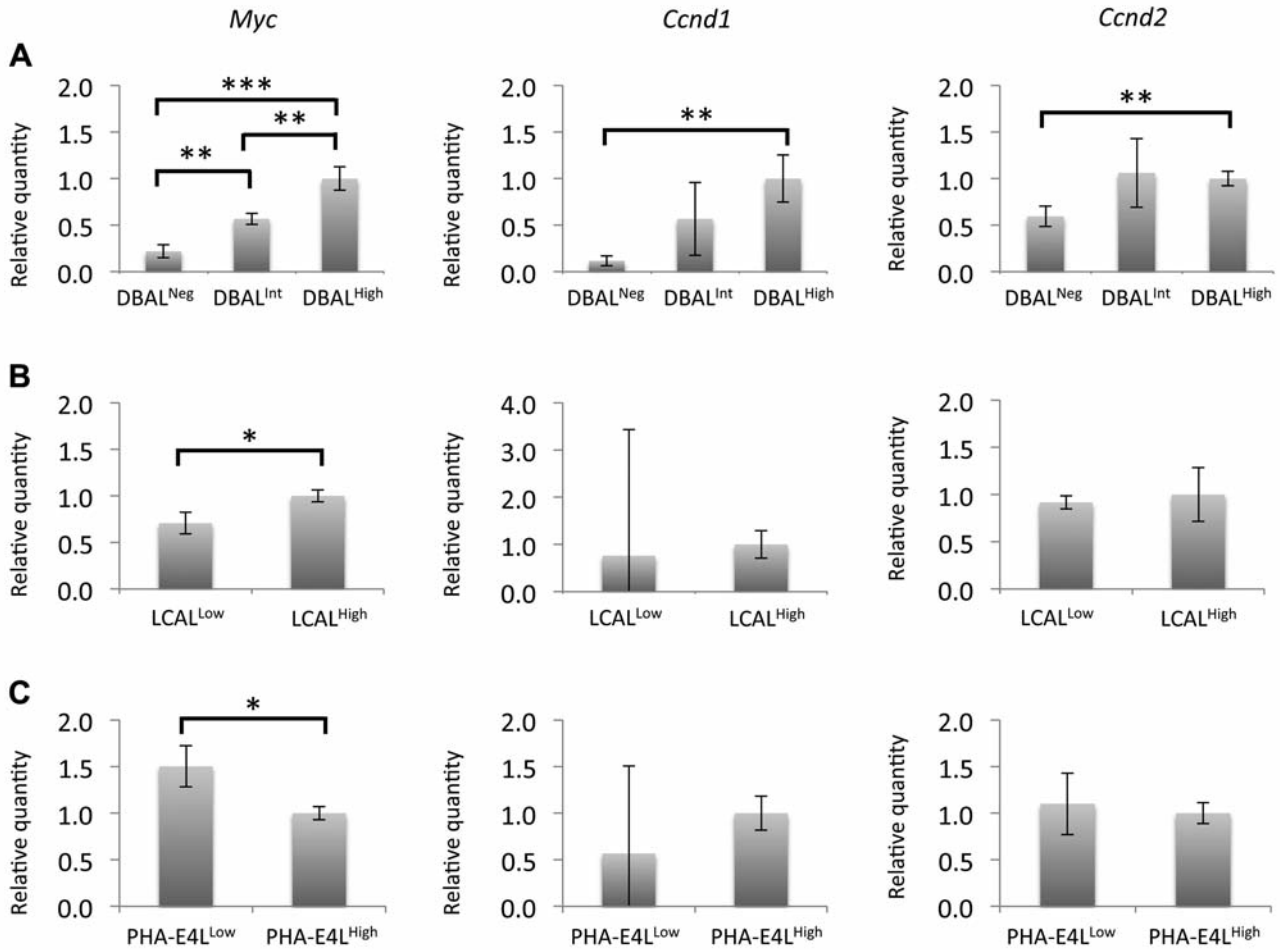 Myc Ccnd1 Ccnd2
A
Relative quantity
2.0
1.5
1.0
0.5
0.0
***
**
**
DBALNeg DBALInt DBALHigh
Relative quantity
2.0
1.5
1.0
0.5
0.0
**
DBALNeg DBALInt DBALHigh
Relative quantity
2.0
1.5
1.0
0.5
0.0
**
DBALNeg DBALInt DBALHigh
B
Relative quantity
2.0
1.5
1.0
0.5
0.0
*
LCALLow LCALHigh
Relative quantity
4.0
3.0
2.0
1.0
0.0
LCALLow LCALHigh
Relative quantity
2.0
1.5
1.0
0.5
0.0
LCALLow LCALHigh
C
Relative quantity
2.0
1.5
1.0
0.5
0.0
*
PHA-E4LLow PHA-E4LHigh
Relative quantity
2.0
1.5
1.0
0.5
0.0
PHA-E4LLow PHA-E4LHigh
Relative quantity
2.0
1.5
1.0
0.5
0.0
PHA-E4LLow PHA-E4LHigh